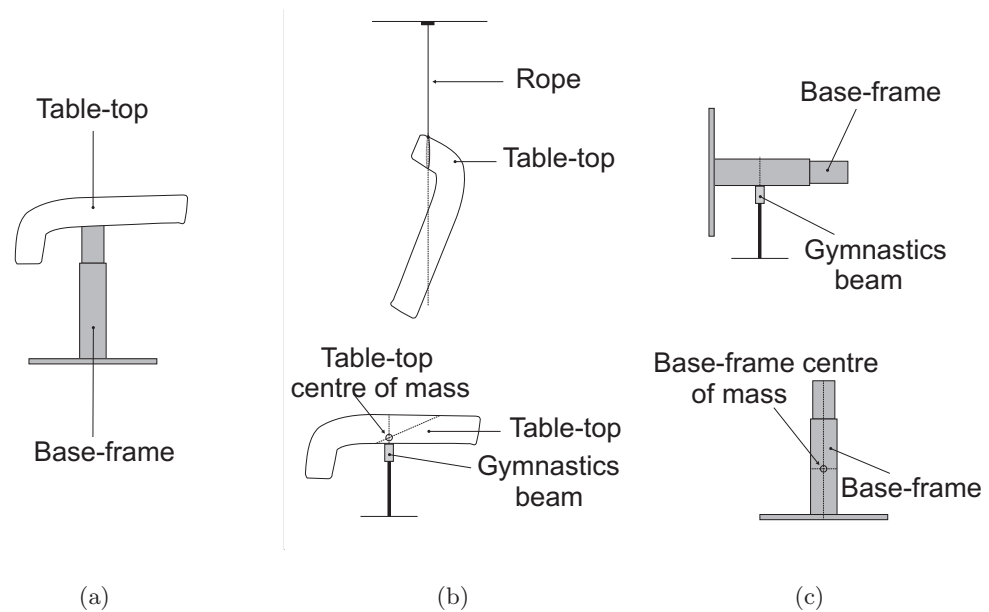 Table-top
Base-frame
(a)
Rope
Table-top
Table-top
centre of mass
Table-top
Gymnastics
beam
(b)
Base-frame
Gymnastics
beam
Base-frame centre
of mass
Base-frame
(c)